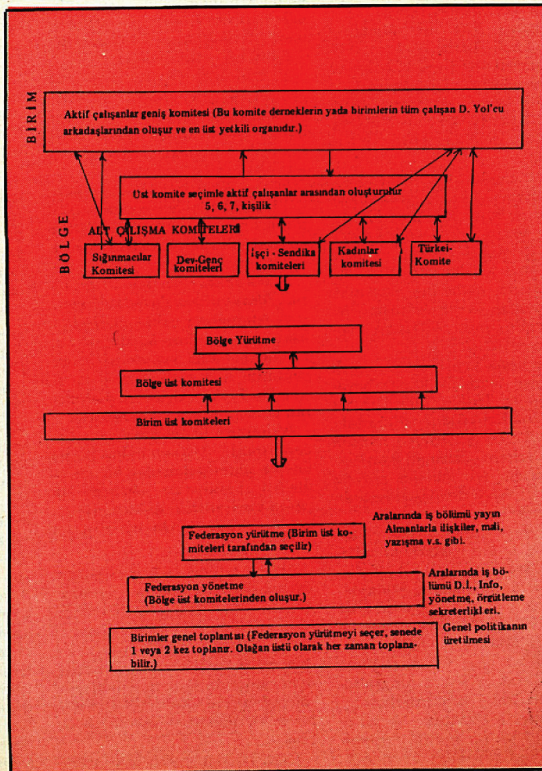 BİRİM
Aktif çalışanlar geniş komitesi (Bu komite derneklerin yada birimlerin tüm çalışan D. Yol'cu
arkadaşlarından oluşur ve en üst yetkili organıdır.)
Üst komite seçimle aktif çalışanlar arasından oluşturulur
5, 6, 7, kişilik
BÖLGE
ALT ÇALIŞMA KOMİTELERİ
Sığınmacılar
Komitesi
Dev-Genç
komiteleri
İşçi - Sendika
komiteleri
Kadınlar
komitesi
Türkei-
Komite
Bölge Yürütme
Bölge üst komitesi
Birim üst komiteleri
Federasyon yürütme (Birim üst ko-
miteleri tarafından seçilir)
Aralarında iş bölümü yayın
Almanlarla ilişkiler, mali,
yazışma v.s. gibi.
Federasyon yönetme
(Bölge üst komitelerinden oluşur.)
Aralarında iş bö-
lümü D.İ., Info,
yönetme, örgütleme
sekreterlikleri.
Birimler genel toplantısı (Federasyon yürütmeyi seçer, senede
1 veya 2 kez toplanır. Olağan üstü olarak her zaman toplana-
bilir.)
Genel politikanın
üretilmesi